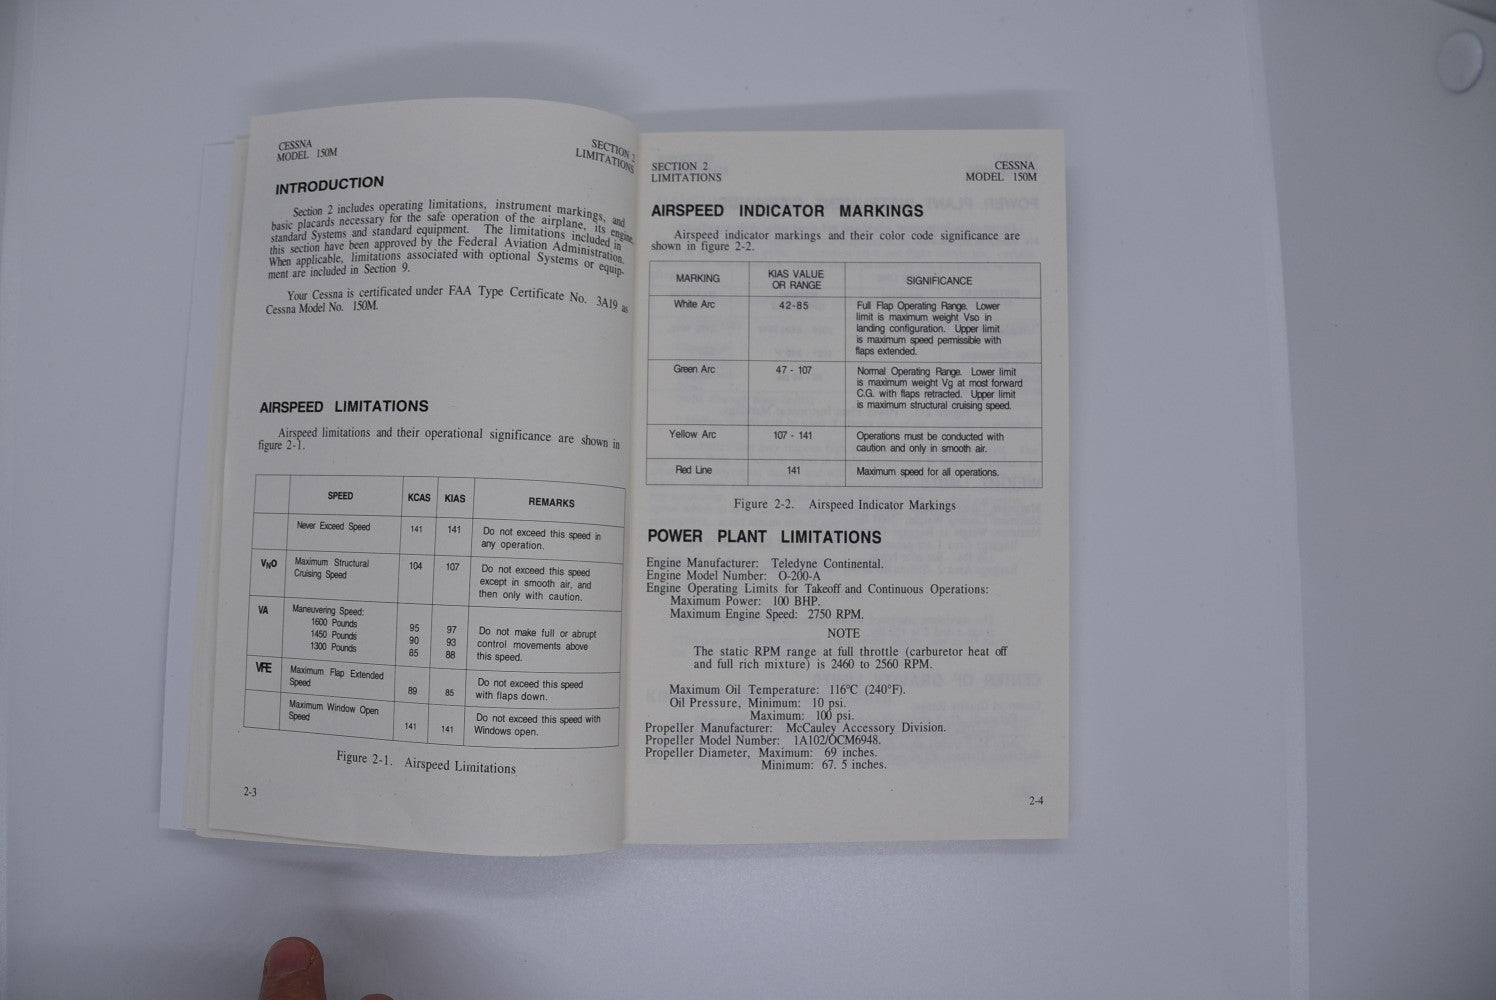 CESSNA
MODEL 150M
SECTION 2
LIMITATIONS
INTRODUCTION
Section 2 includes operating limitations, instrument markings, and
basic placards necessary for the safe operation of the airplane, its engine,
standard Systems and standard equipment. The limitations included in
this section have been approved by the Federal Aviation Administration.
When applicable, limitations associated with optional Systems or equip-
ment are included in Section 9.
Your Cessna is certificated under FAA Type Certificate No. 3A19 as
Cessna Model No. 150M.
AIRSPEED LIMITATIONS
Airspeed limitations and their operational significance are shown in
figure 2-1.
SPEED KCAS KIAS REMARKS
Never Exceed Speed 141 141 Do not exceed this speed in
any operation.
VNO Maximum Structural 104 107 Do not exceed this speed
Cruising Speed except in smooth air, and
then only with caution.
VA Maneuvering Speed:
1600 Pounds 95 97 Do not make full or abrupt
1450 Pounds 90 93 control movements above
1300 Pounds 85 88 this speed.
VFE Maximum Flap Extended Do not exceed this speed
Speed 89 85 with flaps down.
Maximum Window Open Do not exceed this speed with
Speed 141 141 Windows open.
Figure 2-1. Airspeed Limitations
2-3
SECTION 2
LIMITATIONS
CESSNA
MODEL 150M
AIRSPEED INDICATOR MARKINGS
Airspeed indicator markings and their color code significance are
shown in figure 2-2.
MARKING KIAS VALUE SIGNIFICANCE
OR RANGE
White Arc 42-85 Full Flap Operating Range. Lower
limit is maximum weight Vso in
landing configuration. Upper limit
is maximum speed permissible with
flaps extended.
Green Arc 47 - 107 Normal Operating Range. Lower limit
is maximum weight Vg at most forward
C.G. with flaps retracted. Upper limit
is maximum structural cruising speed.
Yellow Arc 107 - 141 Operations must be conducted with
caution and only in smooth air.
Red Line 141 Maximum speed for all operations.
Figure 2-2. Airspeed Indicator Markings
POWER PLANT LIMITATIONS
Engine Manufacturer: Teledyne Continental.
Engine Model Number: O-200-A
Engine Operating Limits for Takeoff and Continuous Operations:
Maximum Power: 100 BHP.
Maximum Engine Speed: 2750 RPM.
NOTE
The static RPM range at full throttle (carburetor heat off
and full rich mixture) is 2460 to 2560 RPM.
Maximum Oil Temperature: 116°C (240°F).
Oil Pressure, Minimum: 10 psi.
Maximum: 100 psi.
Propeller Manufacturer: McCauley Accessory Division.
Propeller Model Number: 1A102/OCM6948.
Propeller Diameter, Maximum: 69 inches.
Minimum: 67. 5 inches.
2-4